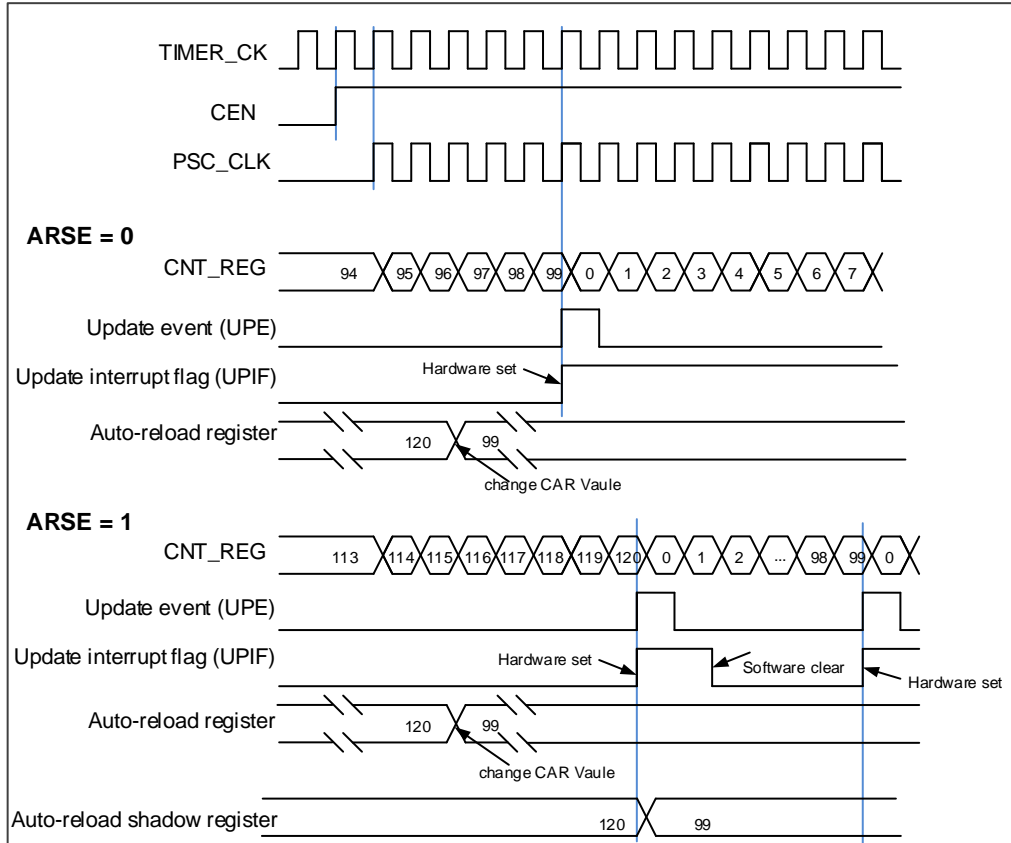 TIMER_CK
CEN
PSC_CLK
ARSE = 0
CNT_REG 94 95 96 97 98 99 0 1 2 3 4 5 6 7
Update event (UPE)
Hardware set
Update interrupt flag (UPIF)
Auto-reload register
120 99
change CAR Vaule
ARSE = 1
CNT_REG 113 114 115 116 117 118 119 120 0 1 2 ... 98 99 0
Update event (UPE)
Update interrupt flag (UPIF) Hardware set Software clear
Hardware set
Auto-reload register 120 99
change CAR Vaule
Auto-reload shadow register 120 99